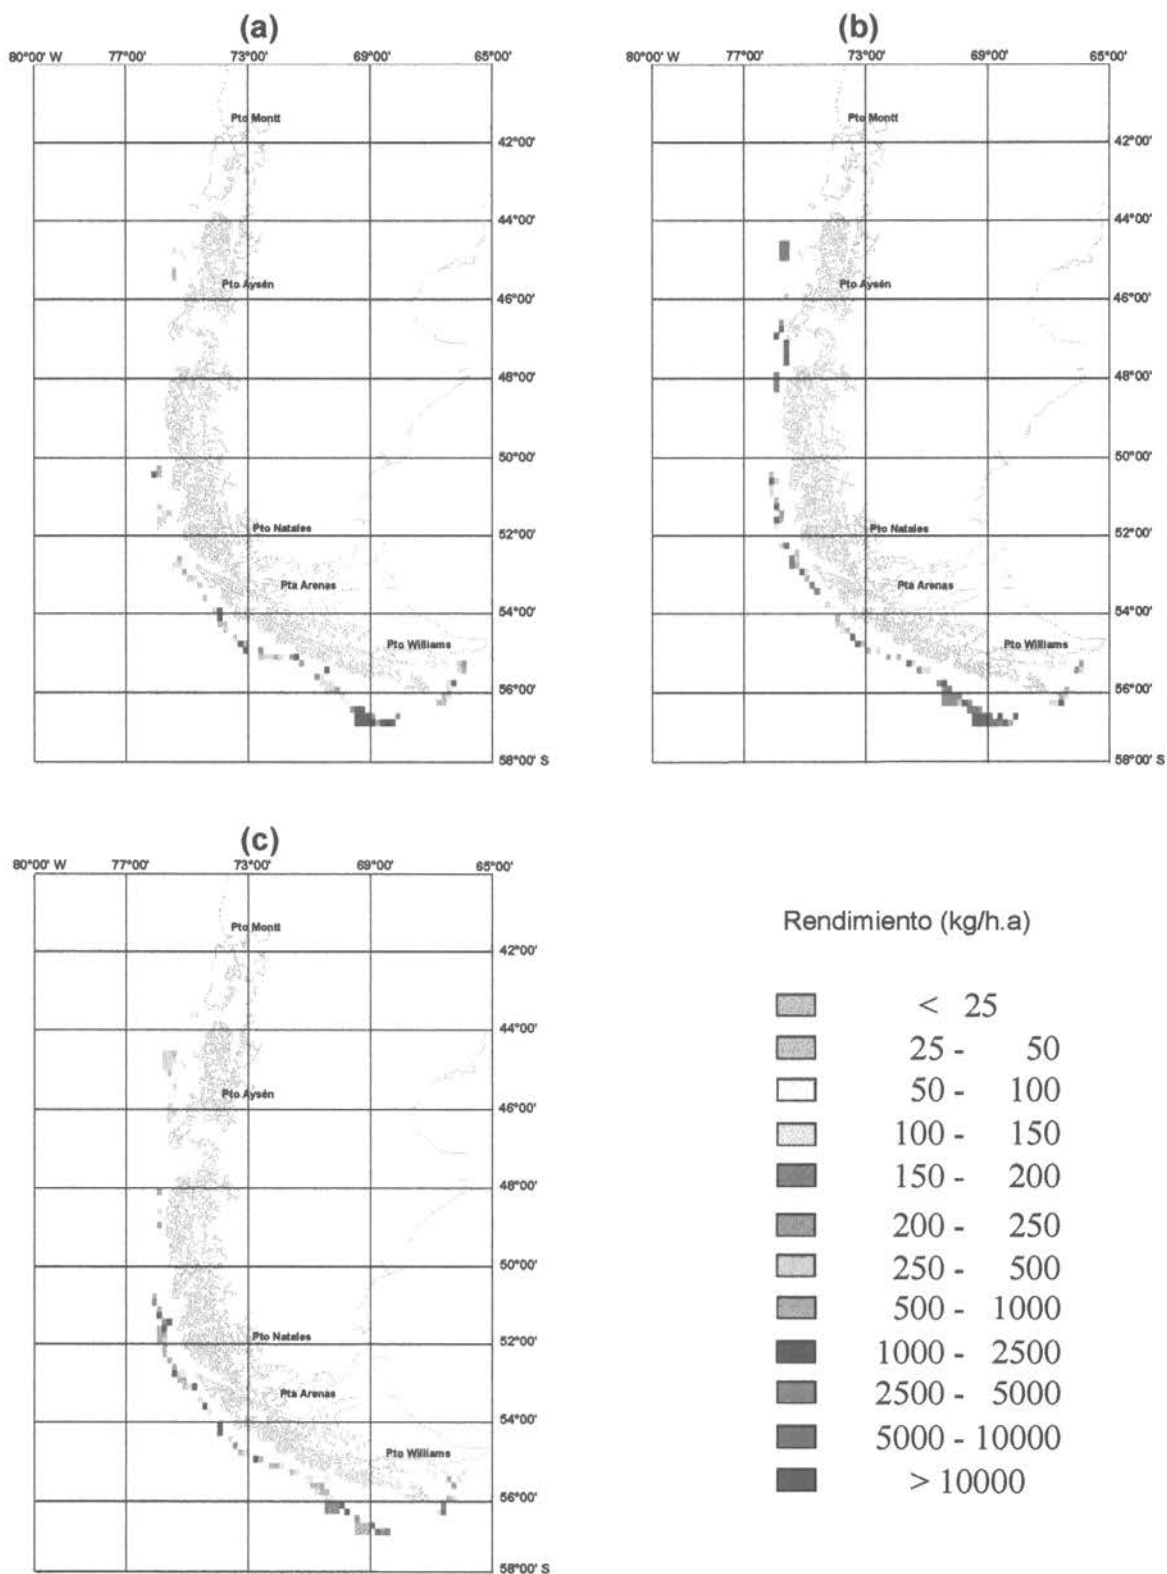 (a)
80°00' W 77°00' 73°00' 69°00' 65°00'
Pto Montt
42°00'
44°00'
Pto Aysén
46°00'
48°00'
50°00'
Pto Natales
52°00'
Pta Arenas
54°00'
Pto Williams
56°00'
58°00' S
(b)
80°00' W 77°00' 73°00' 69°00' 65°00'
Pto Montt
42°00'
44°00'
Pto Aysén
46°00'
48°00'
50°00'
Pto Natales
52°00'
Pta Arenas
54°00'
Pto Williams
56°00'
58°00' S
(c)
80°00' W 77°00' 73°00' 69°00' 65°00'
Pto Montt
42°00'
44°00'
Pto Aysén
46°00'
48°00'
50°00'
Pto Natales
52°00'
Pta Arenas
54°00'
Pto Williams
56°00'
58°00' S
Rendimiento (kg/h.a)
< 25
25 - 50
50 - 100
100 - 150
150 - 200
200 - 250
250 - 500
500 - 1000
1000 - 2500
2500 - 5000
5000 - 10000
> 10000